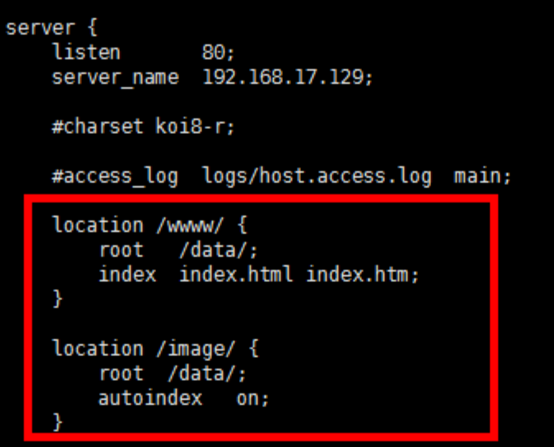 server {
    listen       80;
    server_name  192.168.17.129;
    #charset koi8-r;
    #access_log  logs/host.access.log  main;
    location /wwww/ {
        root   /data/;
        index  index.html index.htm;
    }
    location /image/ {
        root  /data/;
        autoindex   on;
    }